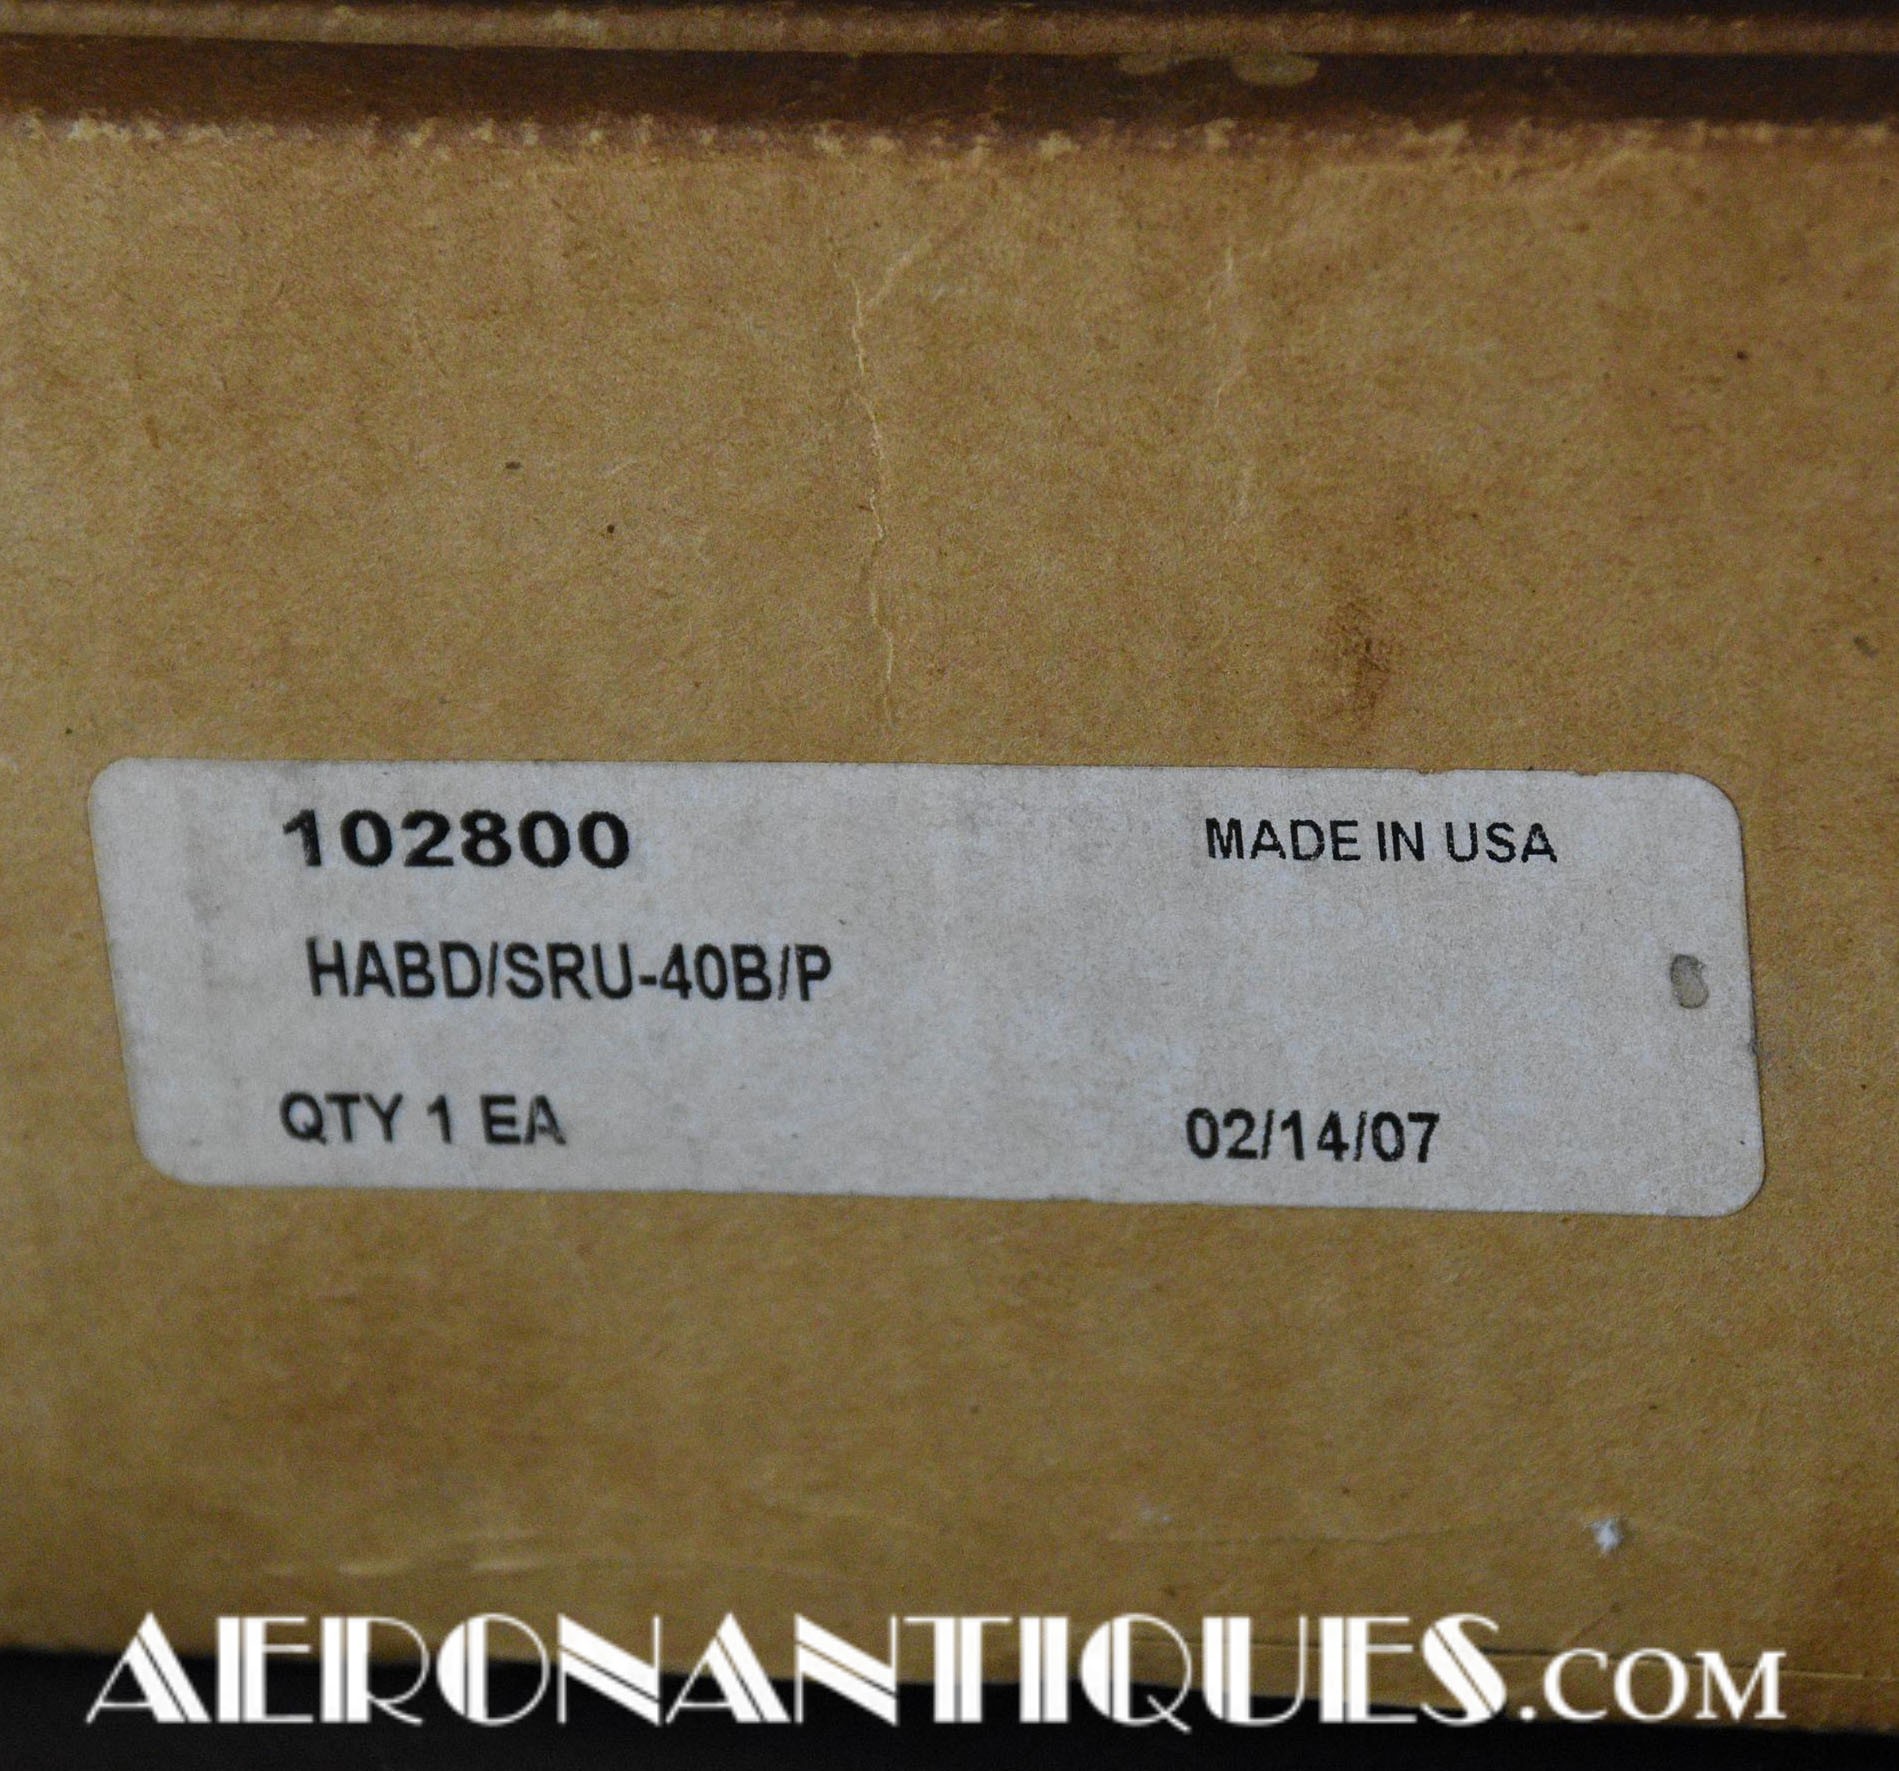 102800 MADE IN USA
HABD/SRU-40B/P
QTY 1 EA 02/14/07
AERONANTIQUES.COM